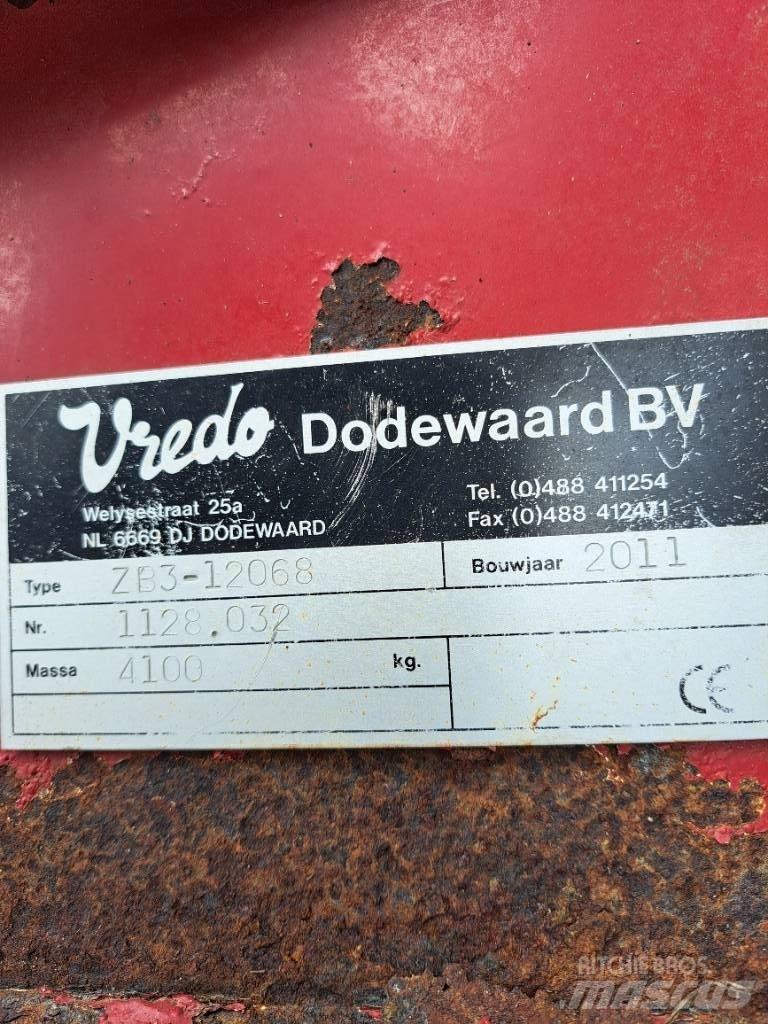 Vredo Dodewaard BV
Welysestraat 25a
NL 6669 DJ DODEWAARD
Tel. (0)488 411254
Fax (0)488 412471
Type ZB3-12068 Bouwjaar 2011
Nr. 1128.032
Massa 4100 kg.
CE
RITCHIE BROS.
mascus